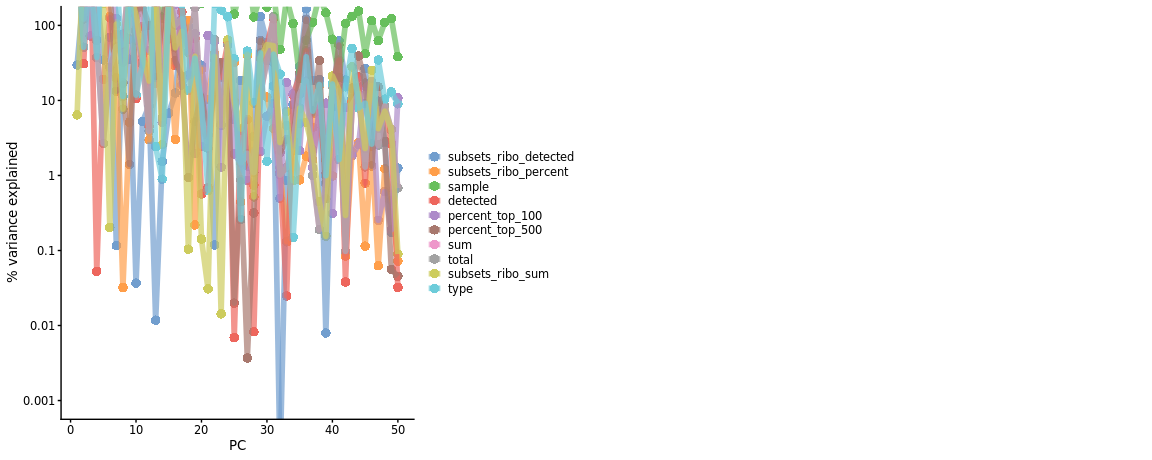 100
10
1
0.1
0.01
0.001
% variance explained
0 10 20 30 40 50
PC
subsets_ribo_detected
subsets_ribo_percent
sample
detected
percent_top_100
percent_top_500
sum
total
subsets_ribo_sum
type